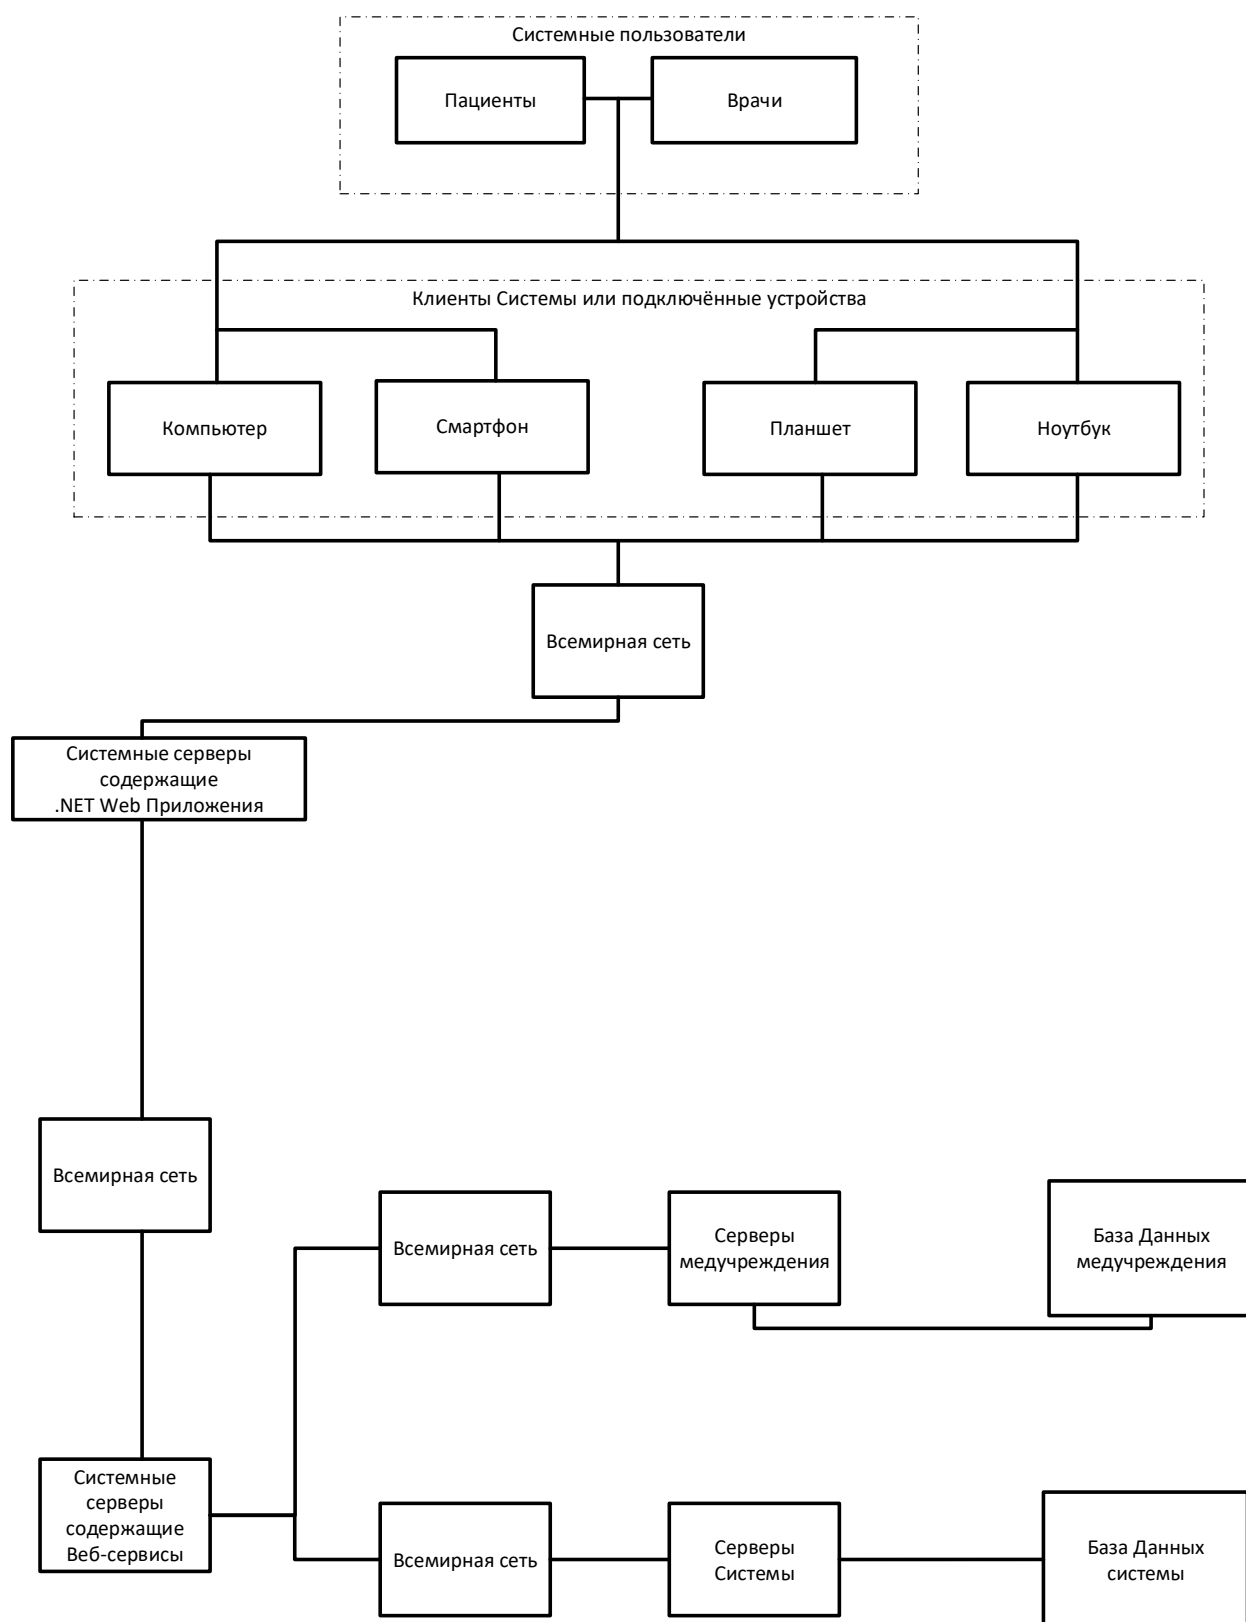 Системные пользователи
Пациенты
Врачи
Клиенты Системы или подключённые устройства
Компьютер
Смартфон
Планшет
Ноутбук
Всемирная сеть
Системные серверы
содержащие
.NET Web Приложения
Всемирная сеть
Всемирная сеть
Серверы
медучреждения
База Данных
медучреждения
Системные
серверы
содержащие
Веб-сервисы
Всемирная сеть
Серверы
Системы
База Данных
системы